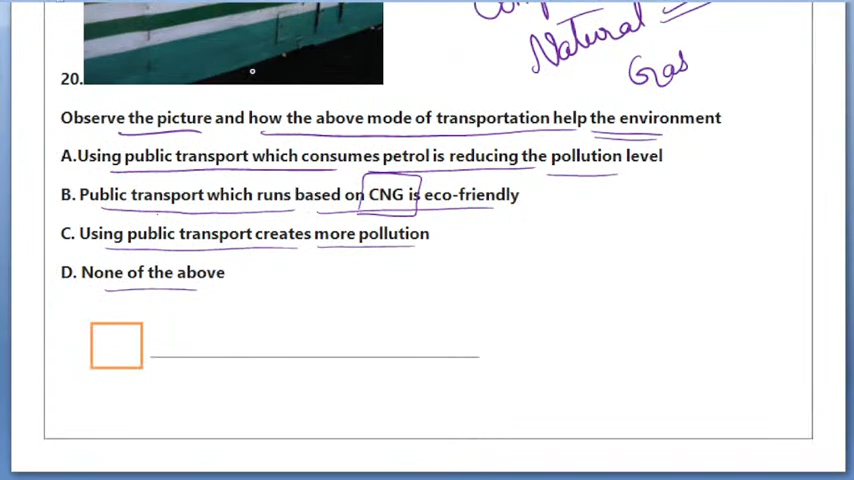 Natural
Gas
20.
Observe the picture and how the above mode of transportation help the environment
A.Using public transport which consumes petrol is reducing the pollution level
B. Public transport which runs based on CNG is eco-friendly
C. Using public transport creates more pollution
D. None of the above